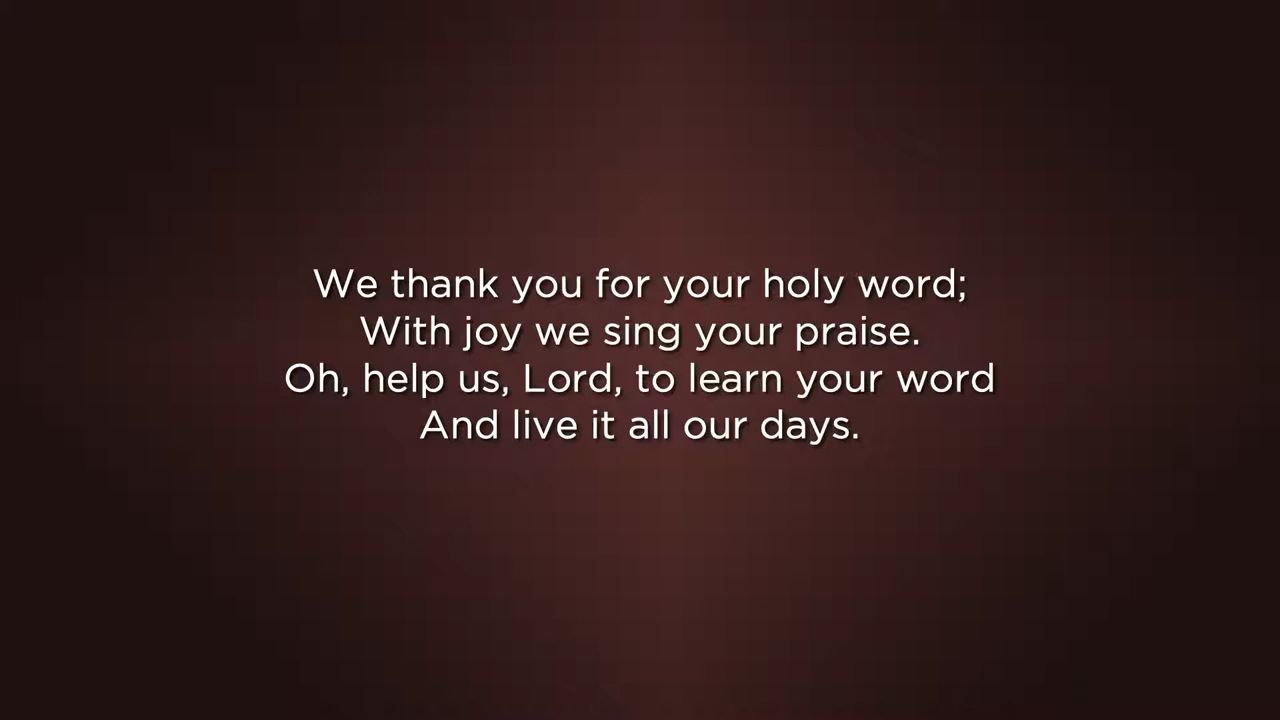 We thank you for your holy word;
With joy we sing your praise.
Oh, help us, Lord, to learn your word
And live it all our days.